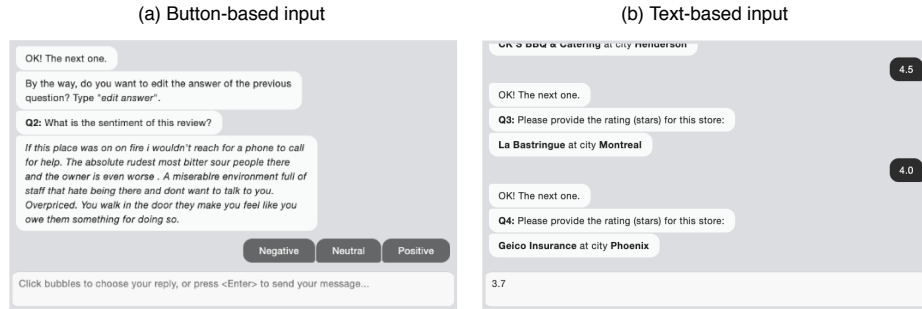 (a) Button-based input
OK! The next one.
By the way, do you want to edit the answer of the previous
question? Type "edit answer".
Q2: What is the sentiment of this review?
If this place was on on fire i wouldn't reach for a phone to call
for help. The absolute rudest most bitter sour people there
and the owner is even worse . A miserablre environment full of
staff that hate being there and dont want to talk to you.
Overpriced. You walk in the door they make you feel like you
owe them something for doing so.
Negative
Neutral
Positive
Click bubbles to choose your reply, or press <Enter> to send your message...
(b) Text-based input
CK'S BBQ & Catering at city Henderson
4.5
OK! The next one.
Q3: Please provide the rating (stars) for this store:
La Bastringue at city Montreal
4.0
OK! The next one.
Q4: Please provide the rating (stars) for this store:
Geico Insurance at city Phoenix
3.7